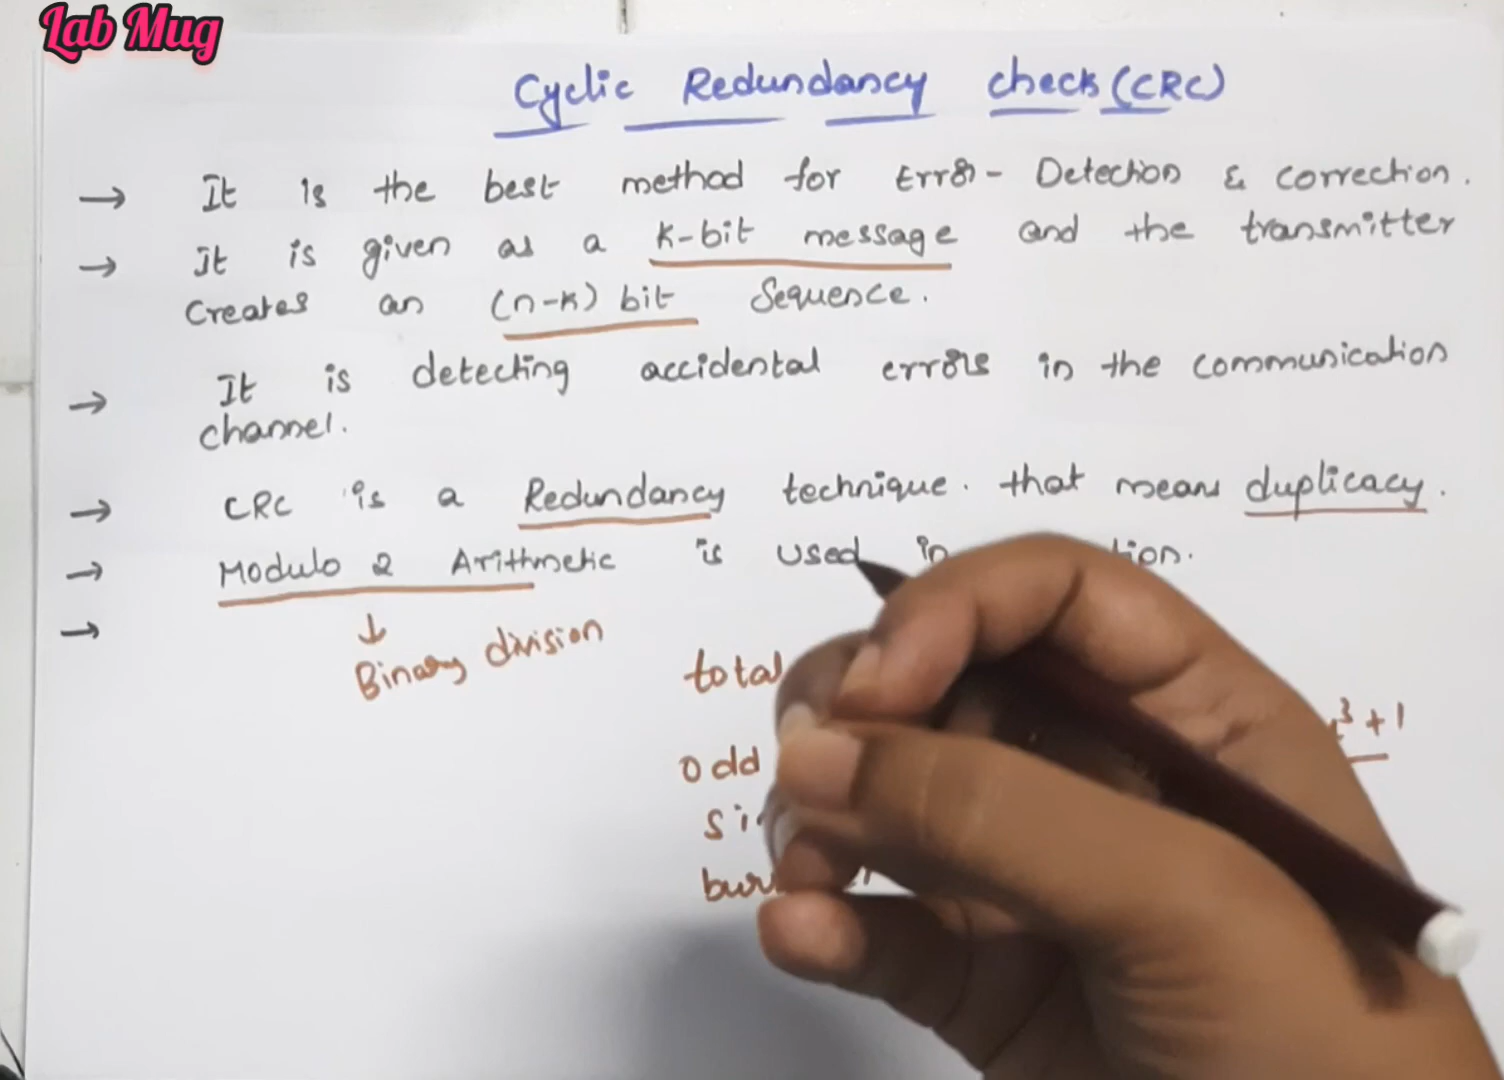 Lab Mug
Cyclic Redundancy check (CRC)
→ It is the best method for Error - Detection & correction.
→ It is given as a K-bit message and the transmitter
creates an (n-k) bit Sequence.
→ It is detecting accidental errors in the communication
channel.
→ CRC is a Redundancy technique. that means duplicacy.
→ Modulo 2 Arithmetic is used in
→
↓
Binary division
total
odd
+ 1